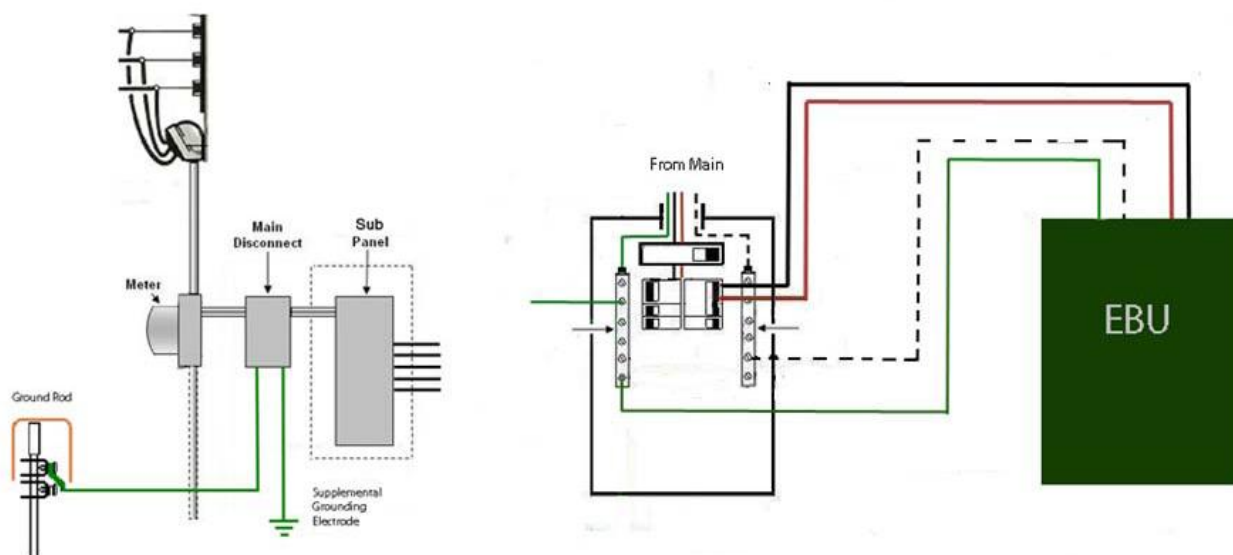 Main
Disconnect
Sub
Panel
Meter
Ground Rod
Supplemental
Grounding
Electrode
From Main
EBU